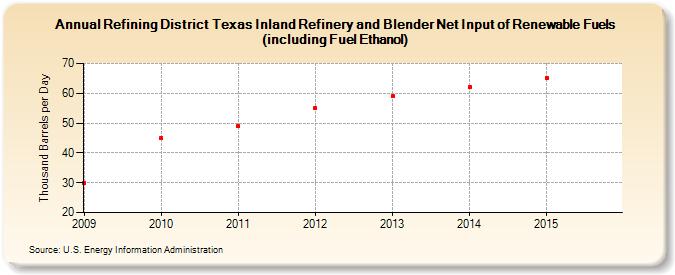 Annual Refining District Texas Inland Refinery and Blender Net Input of Renewable Fuels
(including Fuel Ethanol)
Thousand Barrels per Day
70
60
50
40
30
20
2009 2010 2011 2012 2013 2014 2015
Source: U.S. Energy Information Administration